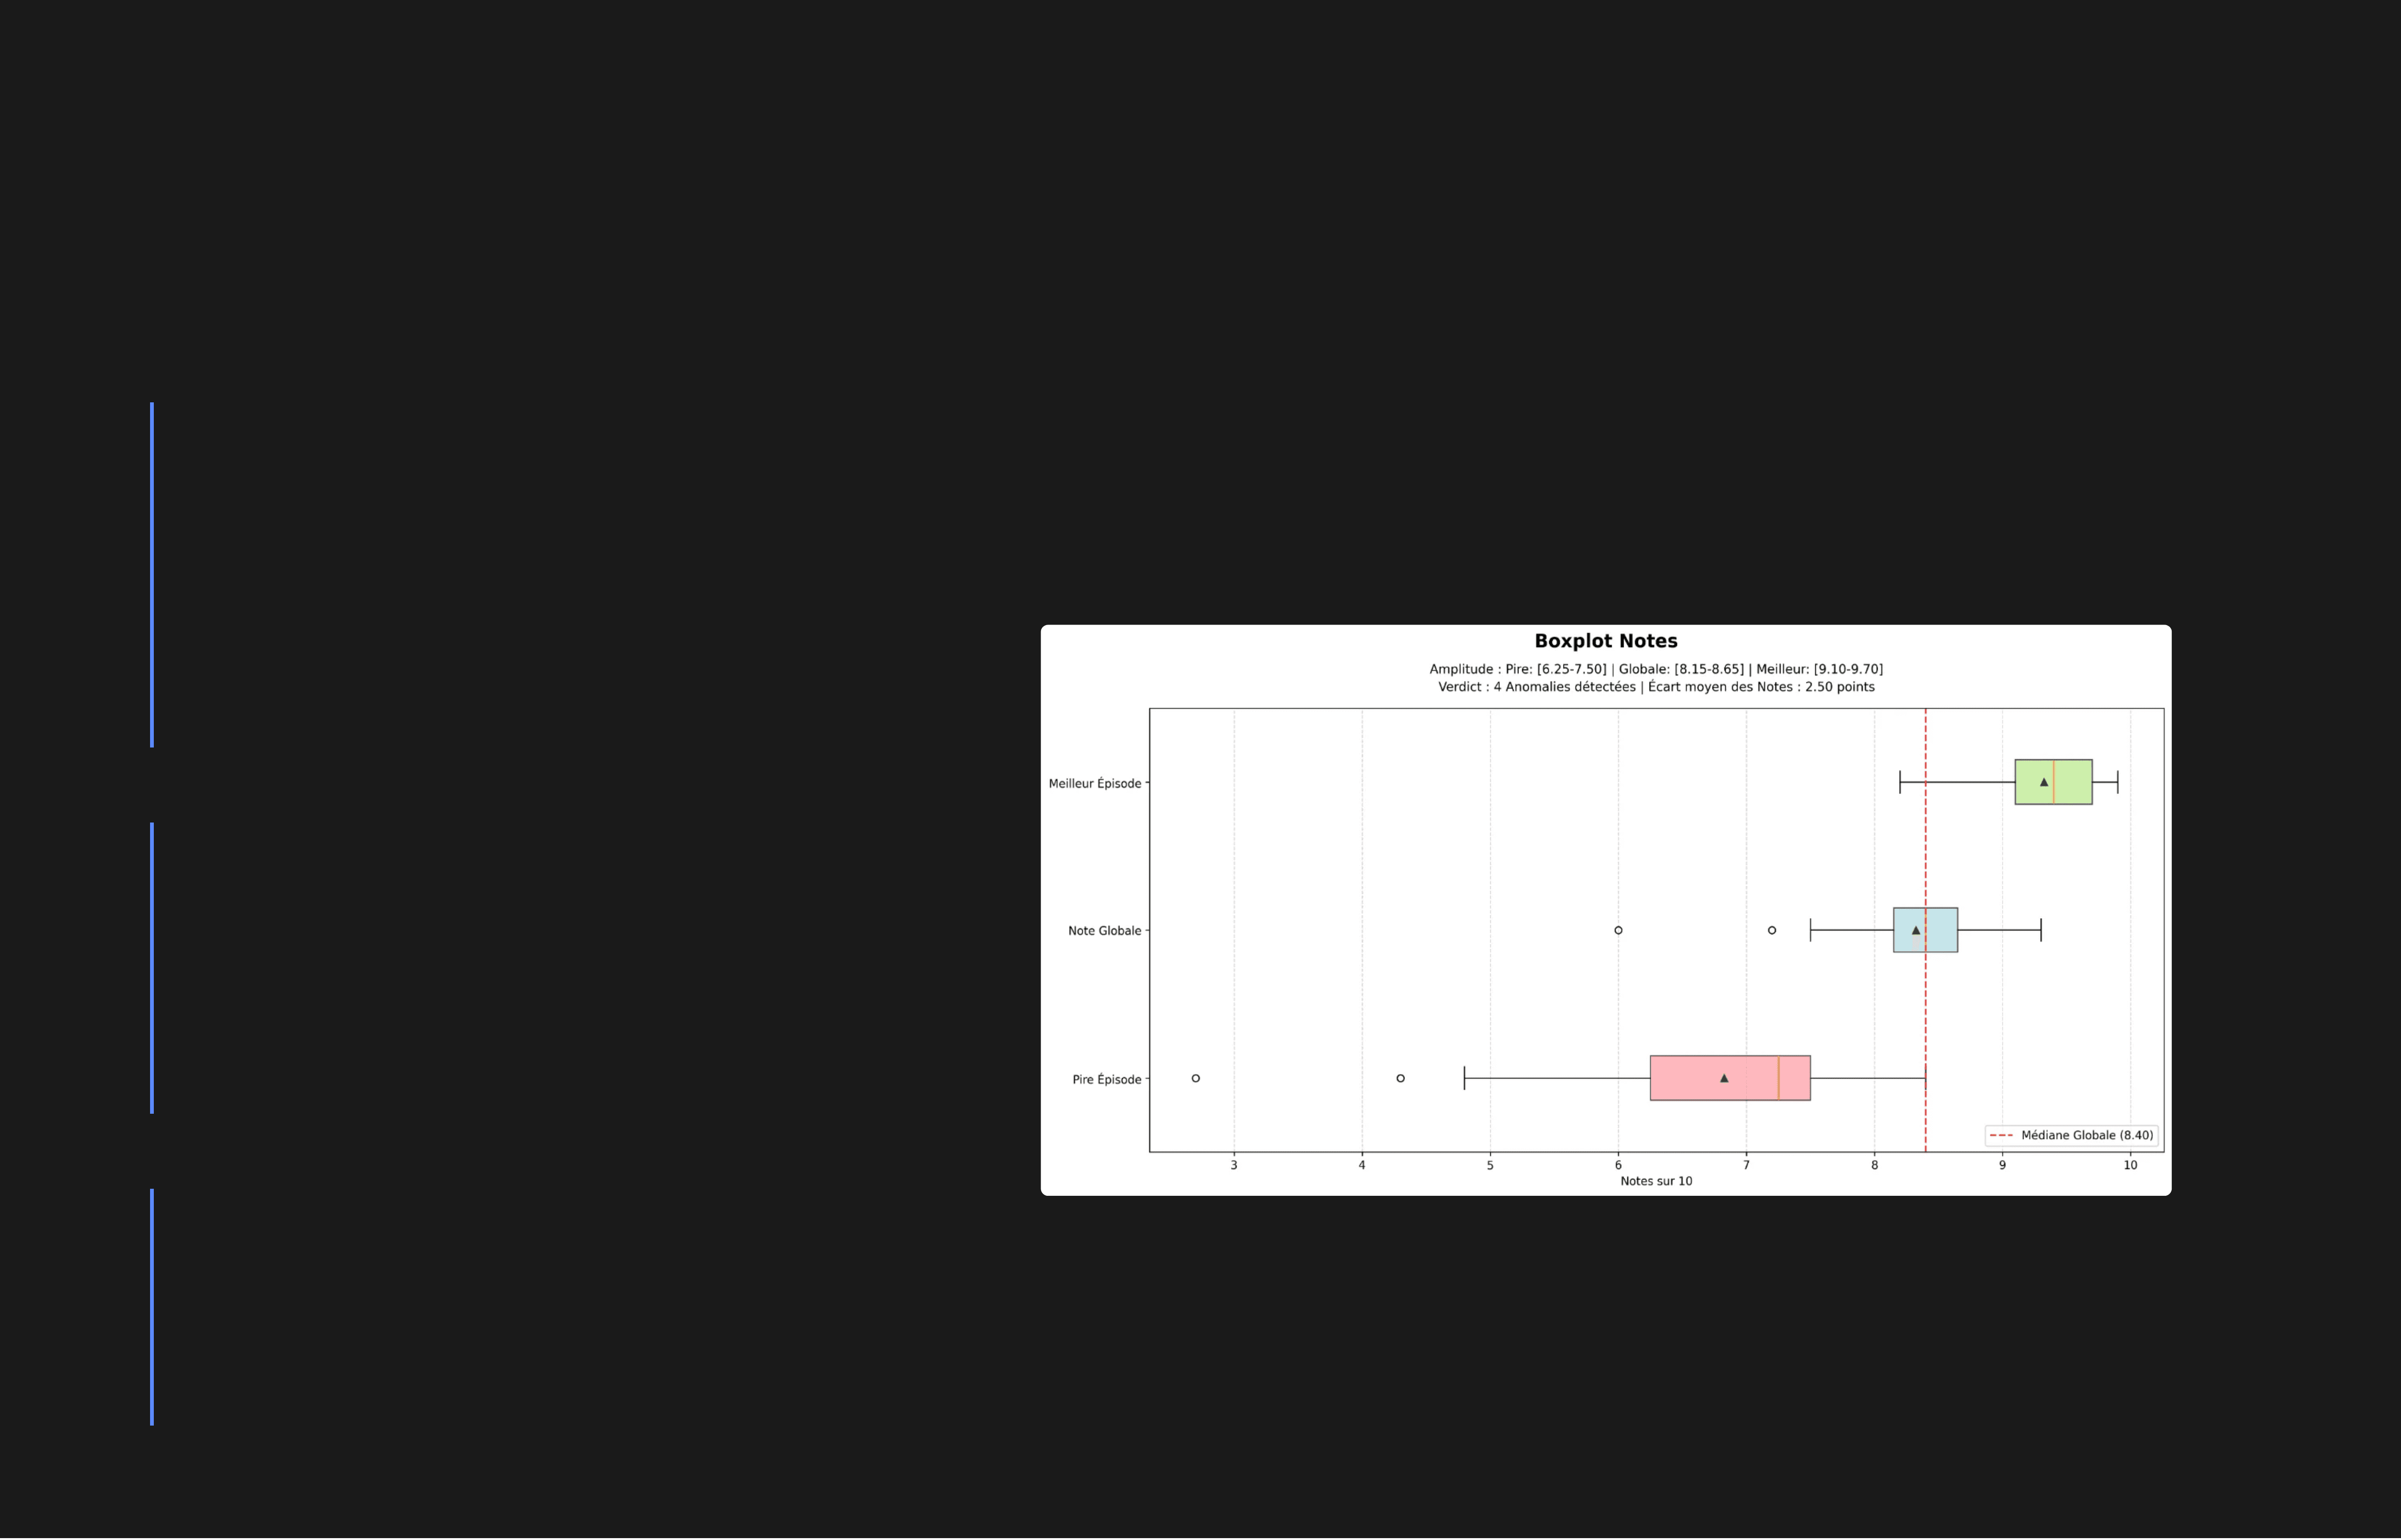 Boxplot Notes
Amplitude : Pire: [6.25-7.50] | Globale: [8.15-8.65] | Meilleur: [9.10-9.70]
Verdict : 4 Anomalies détectées | Écart moyen des Notes : 2.50 points
Meilleur Épisode
Note Globale
Pire Épisode
Médiane Globale (8.40)
3 4 5 6 7 8 9 10
Notes sur 10